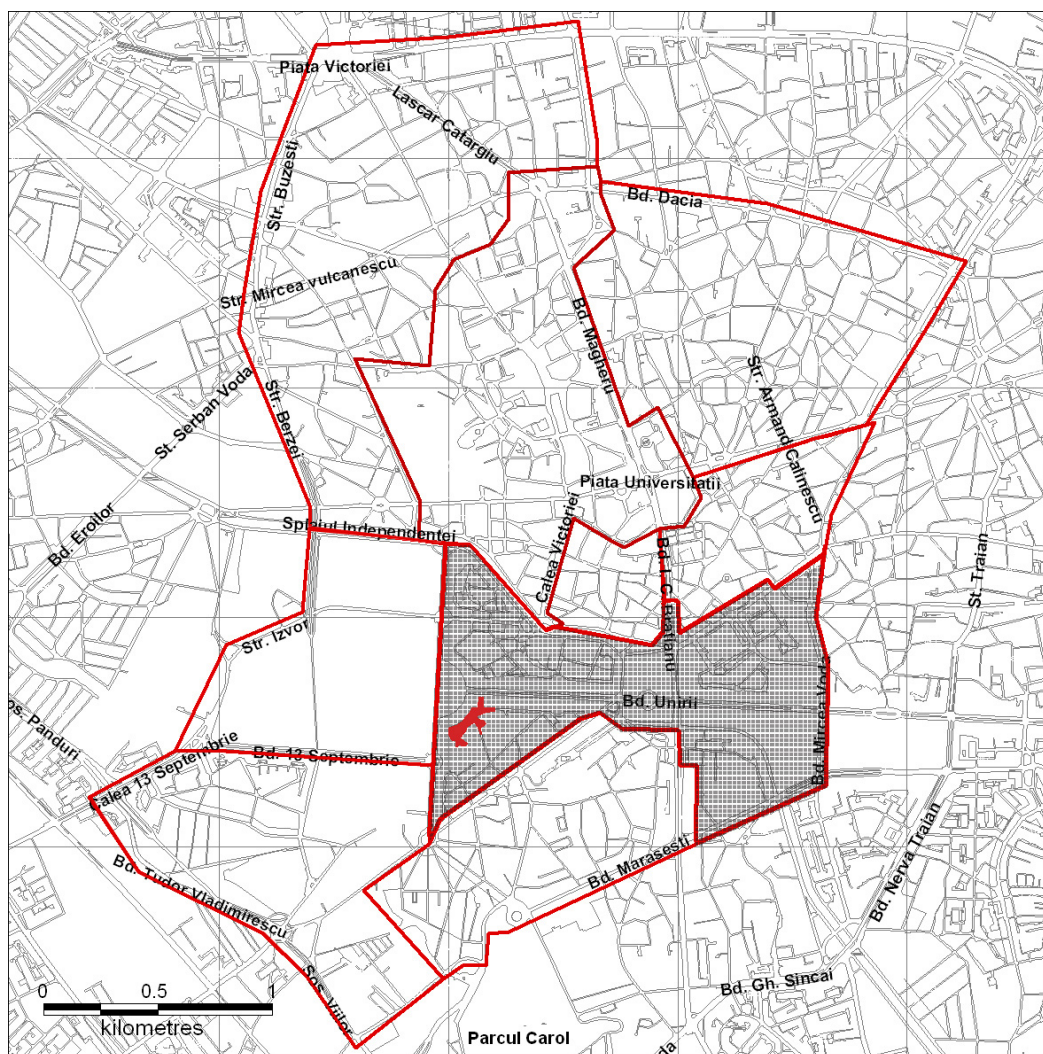 Piata Victoriei
Lascar Catargiu
Str. Buzesti
Bd. Dacia
Str. Mircea vulcanescu
Bd. Magheru
St. Serban Voda
Str. Berzei
Str. Armand Calinescu
Piata Universitatii
Bd. Eroilor
Splaiul Independentei
Calea Victoriei
Bd. I. C. Bratianu
St. Traian
Str. Izvor
Bd. Unirii
Bd. Mircea Vodă
os. Panduri
Calea 13 Septembrie
Bd. 13 Septembrie
Bd. Tudor Vladimirescu
Bd. Marasesti
Bd. Nerva Traian
Sos. Viilor
Bd. Gh. Sincai
0 0.5 1
kilometres
Parcul Carol
oda